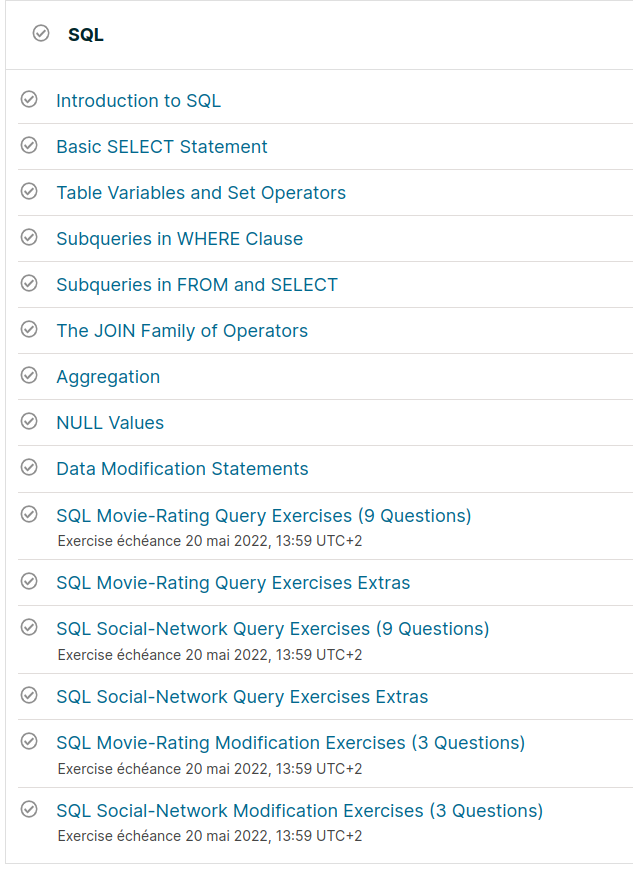 SQL
Introduction to SQL
Basic SELECT Statement
Table Variables and Set Operators
Subqueries in WHERE Clause
Subqueries in FROM and SELECT
The JOIN Family of Operators
Aggregation
NULL Values
Data Modification Statements
SQL Movie-Rating Query Exercises (9 Questions)
Exercise échéance 20 mai 2022, 13:59 UTC+2
SQL Movie-Rating Query Exercises Extras
SQL Social-Network Query Exercises (9 Questions)
Exercise échéance 20 mai 2022, 13:59 UTC+2
SQL Social-Network Query Exercises Extras
SQL Movie-Rating Modification Exercises (3 Questions)
Exercise échéance 20 mai 2022, 13:59 UTC+2
SQL Social-Network Modification Exercises (3 Questions)
Exercise échéance 20 mai 2022, 13:59 UTC+2